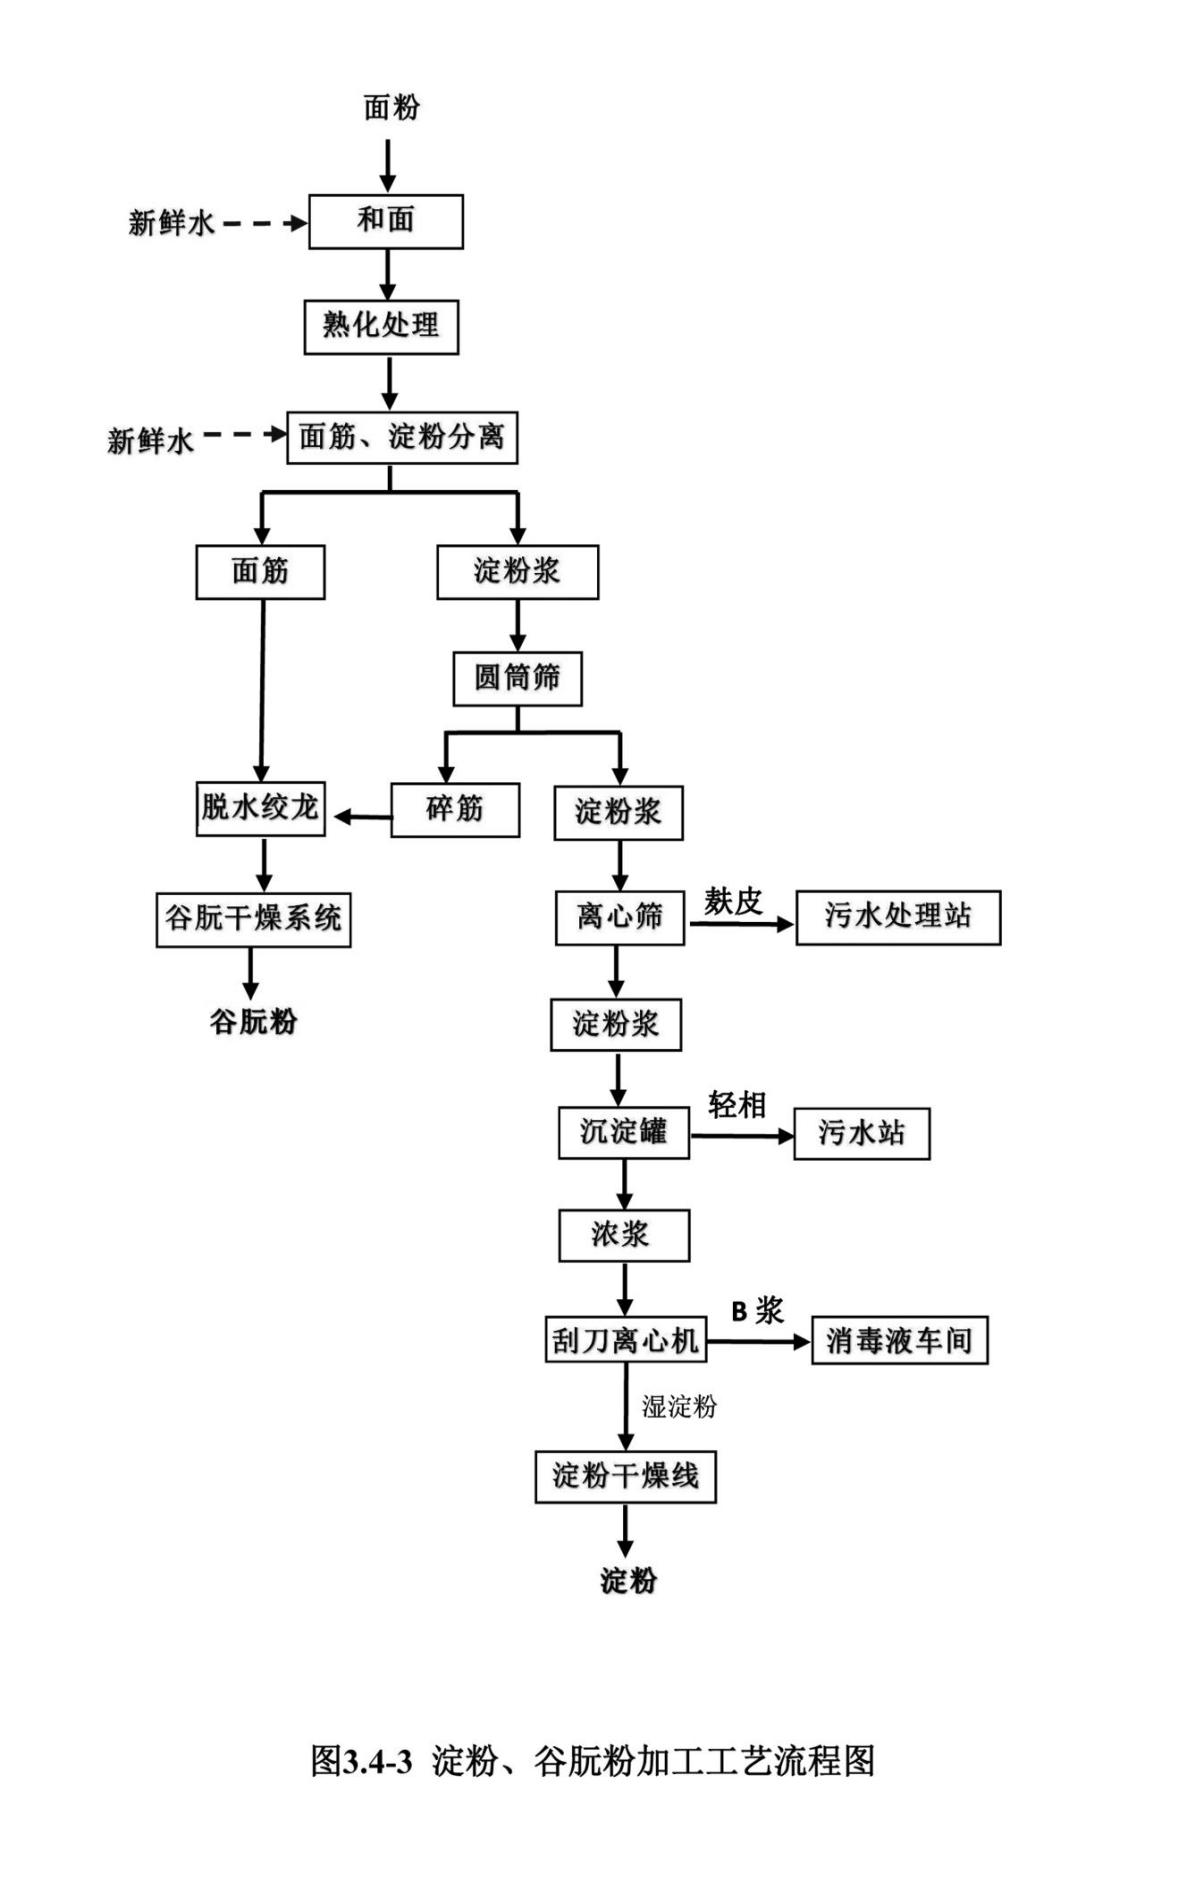 面粉
新鲜水
和面
熟化处理
新鲜水
面筋、淀粉分离
面筋
淀粉浆
圆筒筛
脱水绞龙
碎筋
淀粉浆
谷朊干燥系统
离心筛
麸皮
污水处理站
谷朊粉
淀粉浆
沉淀罐
轻相
污水站
浓浆
刮刀离心机
B 浆
消毒液车间
湿淀粉
淀粉干燥线
淀粉
图3.4-3 淀粉、谷朊粉加工工艺流程图